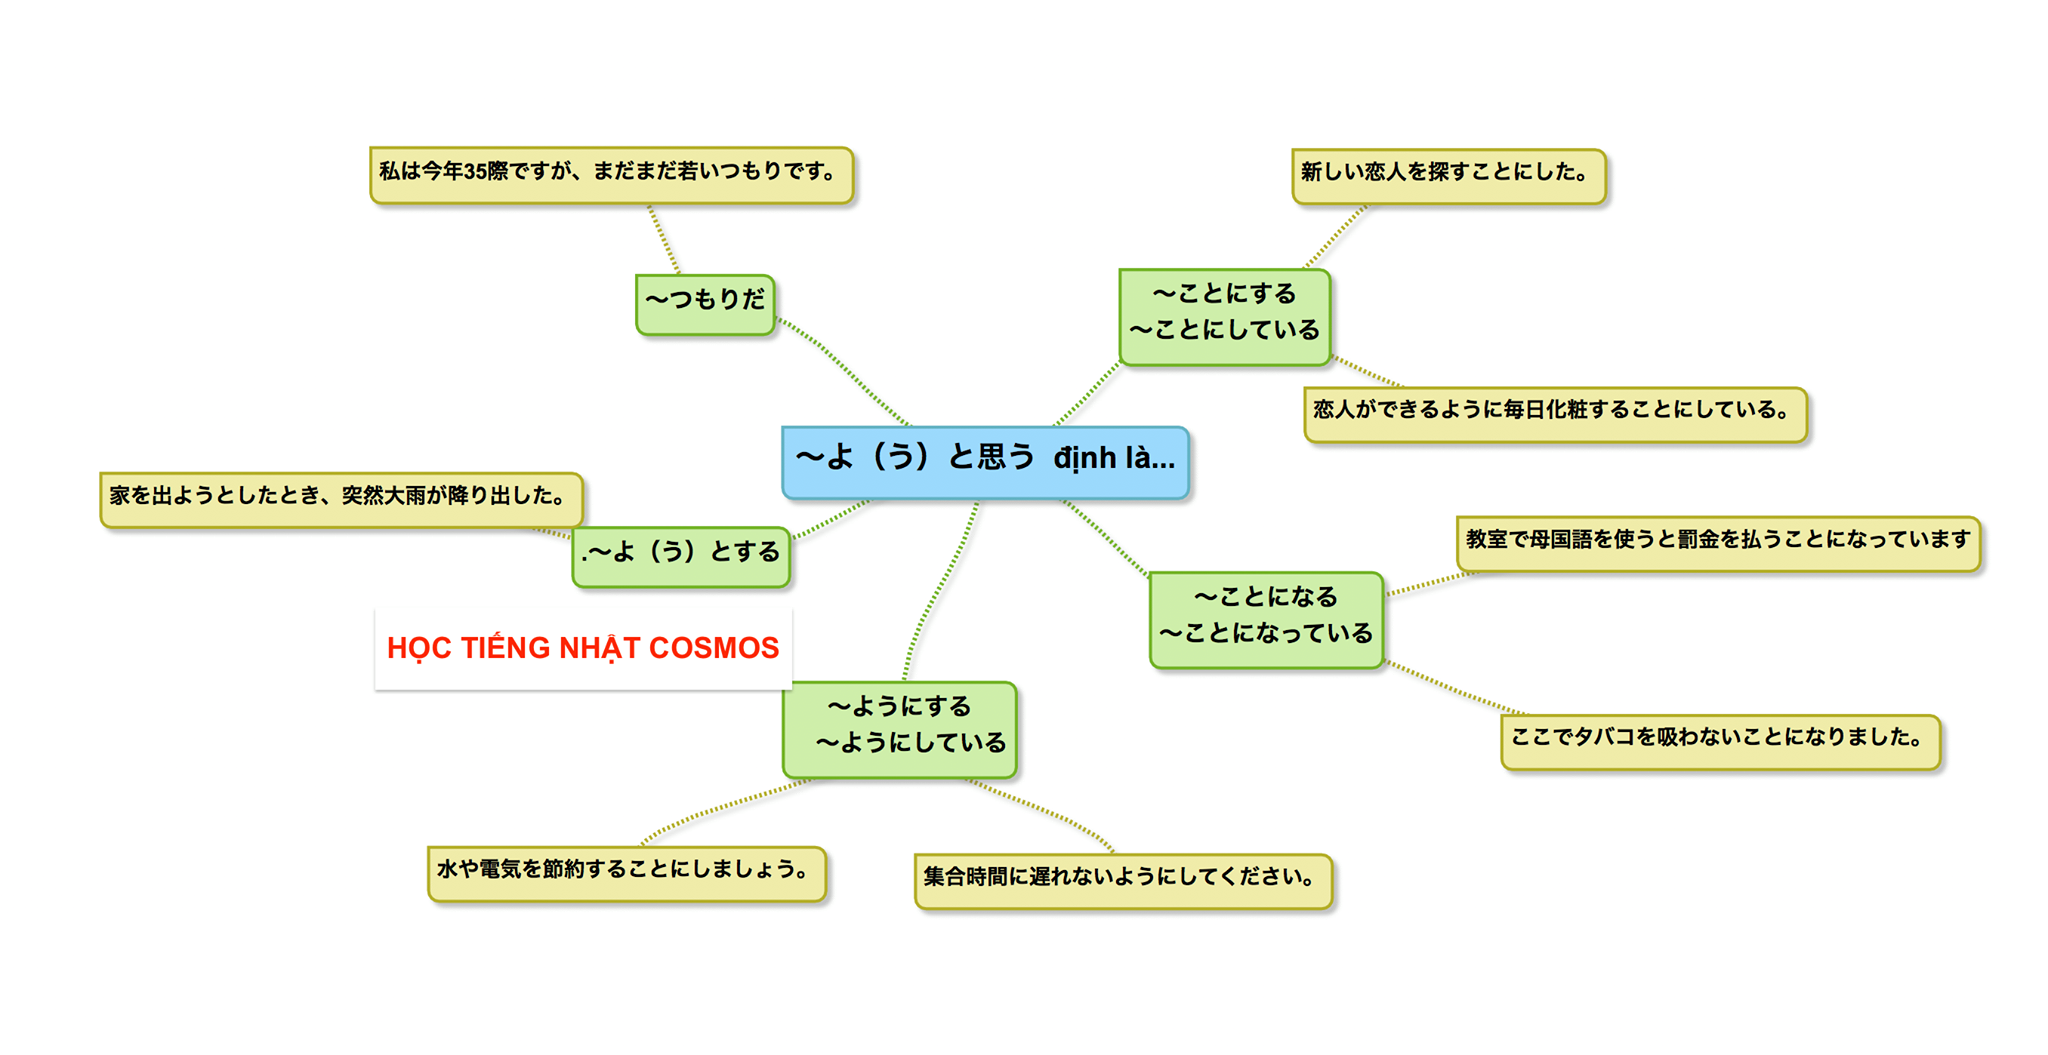 私は今年35際ですが、まだまだ若いつもりです。
新しい恋人を探すことにした。
～つもりだ
～ことにする
～ことにしている
恋人ができるように毎日化粧することにしている。
～よ（う）と思う định là...
家を出ようとしたとき、突然大雨が降り出した。
.～よ（う）とする
教室で母国語を使うと罰金を払うことになっています
～ことになる
～ことになっている
HỌC TIẾNG NHẬT COSMOS
～ようにする
～ようにしている
ここでタバコを吸わないことになりました。
水や電気を節約することにしましょう。
集合時間に遅れないようにしてください。